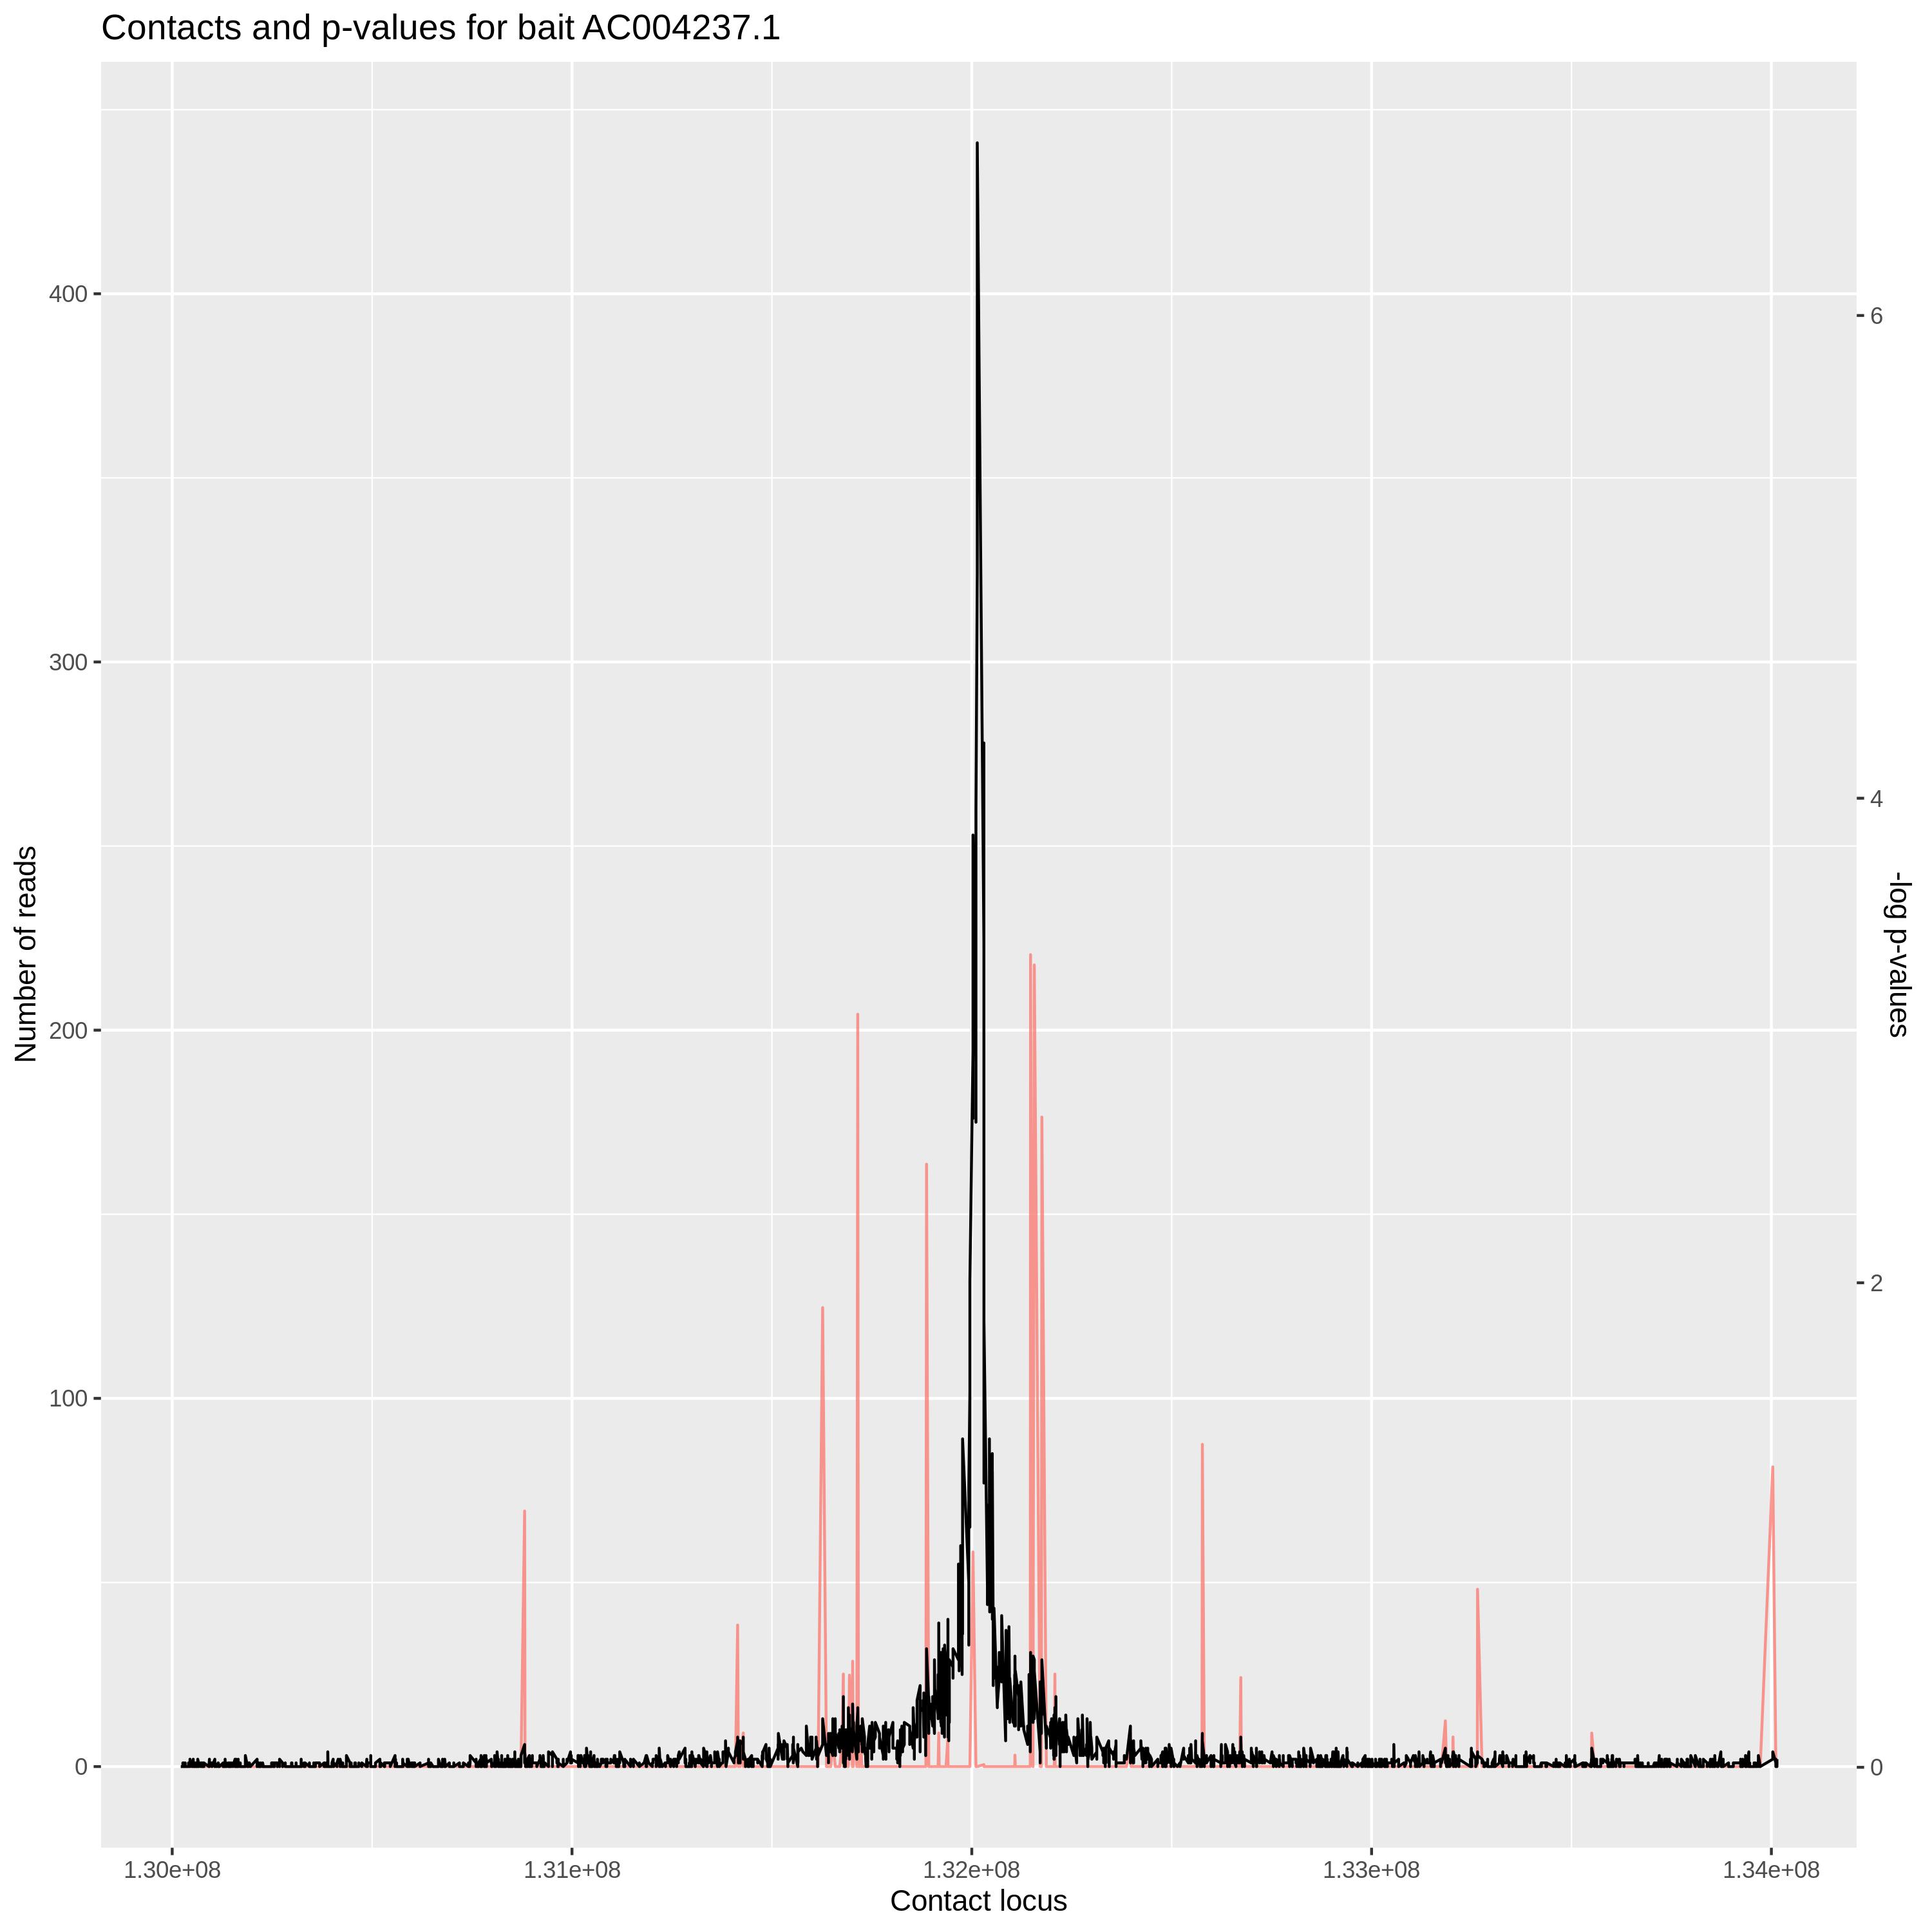 Contacts and p-values for bait AC004237.1
Number of reads
400
300
200
100
0
6
4
2
0
-log p-values
1.30e+08
1.31e+08
1.32e+08
1.33e+08
1.34e+08
Contact locus